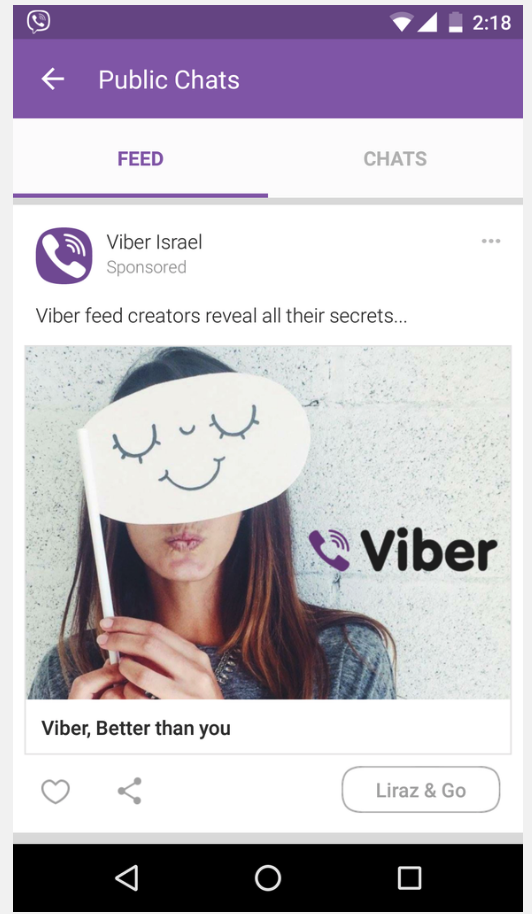 2:18
Public Chats
FEED
CHATS
Viber Israel
Sponsored
Viber feed creators reveal all their secrets...
Viber
Viber, Better than you
Liraz & Go